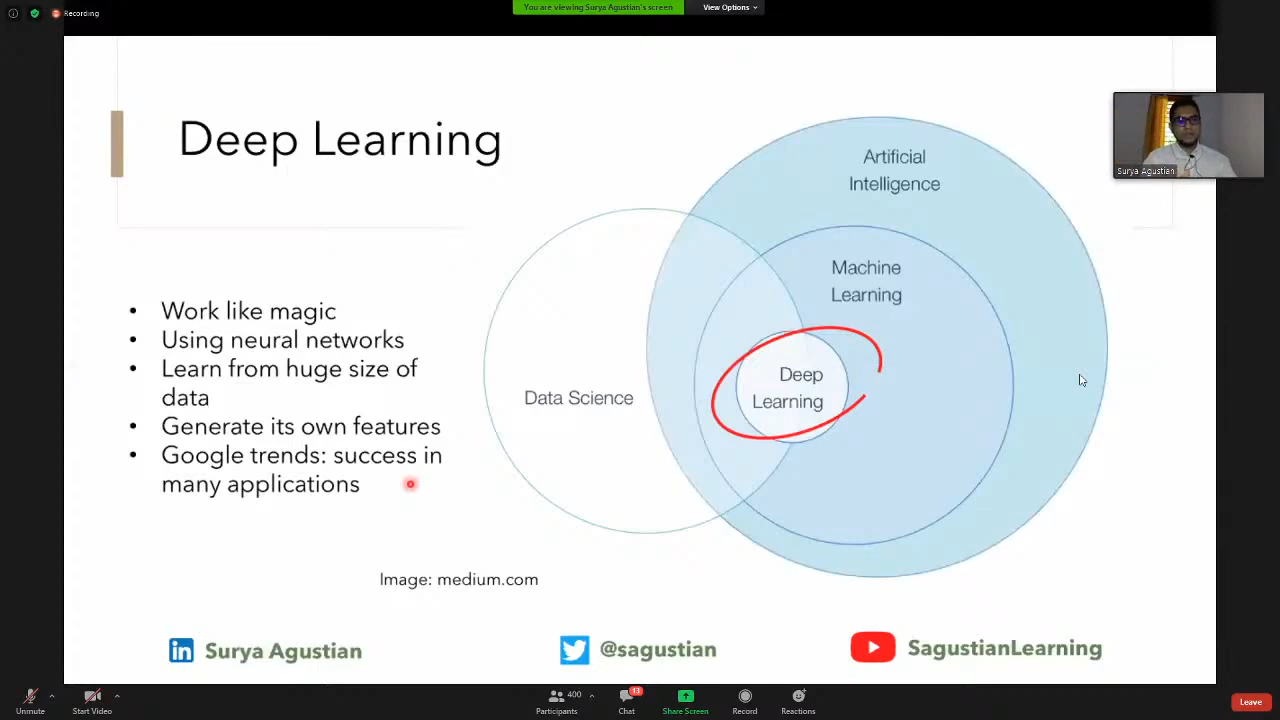 Recording
You are viewing Surya Agustian's screen
View Options
Deep Learning
Artificial
Intelligence
Surya Agustian
Machine
Learning
Deep
Learning
Data Science
• Work like magic
• Using neural networks
• Learn from huge size of
data
• Generate its own features
• Google trends: success in
many applications
Image: medium.com
in Surya Agustian
@sagustian
SagustianLearning
Unmute
Start Video
400
Participants
13
Chat
Share Screen
Record
Reactions
Leave